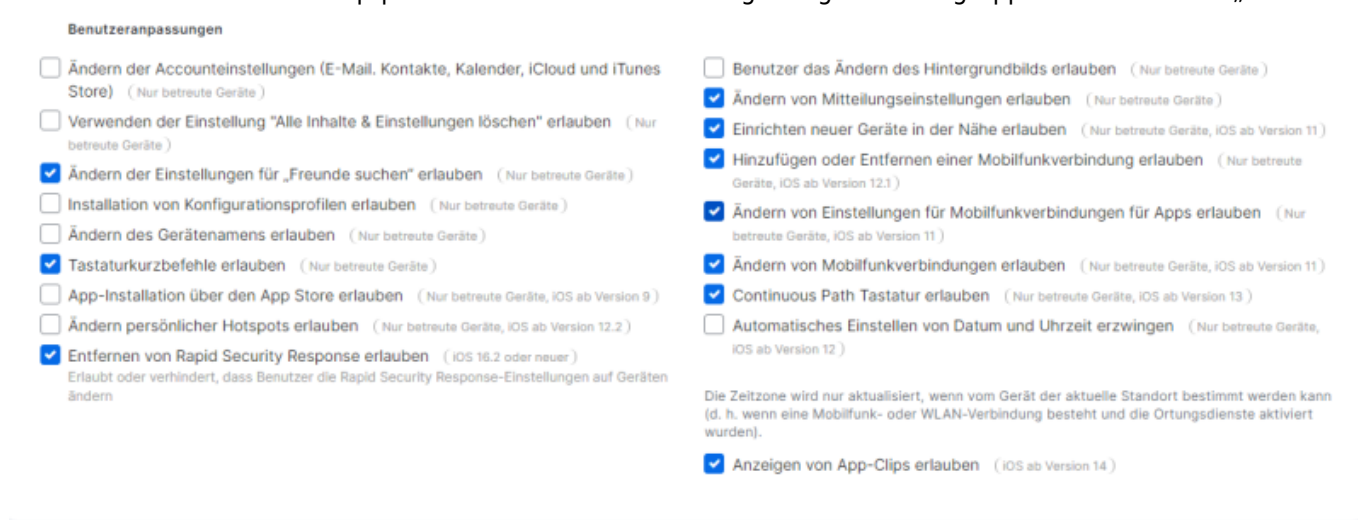 Benutzeranpassungen
Ändern der Accounteinstellungen (E-Mail. Kontakte, Kalender, iCloud und iTunes
Store) (Nur betreute Geräte)
Verwenden der Einstellung "Alle Inhalte & Einstellungen löschen" erlauben (Nur
betreute Geräte)
Ändern der Einstellungen für „Freunde suchen" erlauben (Nur betreute Geräte)
Installation von Konfigurationsprofilen erlauben (Nur betreute Geräte)
Ändern des Gerätenamens erlauben (Nur betreute Geräte)
Tastaturkurzbefehle erlauben (Nur betreute Geräte)
App-Installation über den App Store erlauben (Nur betreute Geräte, iOS ab Version 9)
Ändern persönlicher Hotspots erlauben (Nur betreute Geräte, iOS ab Version 12.2)
Entfernen von Rapid Security Response erlauben (iOS 16.2 oder neuer)
Erlaubt oder verhindert, dass Benutzer die Rapid Security Response-Einstellungen auf Geräten
ändern
Benutzer das Ändern des Hintergrundbilds erlauben (Nur betreute Geräte)
Ändern von Mitteilungseinstellungen erlauben (Nur betreute Geräte)
Einrichten neuer Geräte in der Nähe erlauben (Nur betreute Geräte, iOS ab Version 11)
Hinzufügen oder Entfernen einer Mobilfunkverbindung erlauben (Nur betreute
Geräte, iOS ab Version 12.1)
Ändern von Einstellungen für Mobilfunkverbindungen für Apps erlauben (Nur
betreute Geräte, iOS ab Version 11)
Ändern von Mobilfunkverbindungen erlauben (Nur betreute Geräte, iOS ab Version 11)
Continuous Path Tastatur erlauben (Nur betreute Geräte, iOS ab Version 13)
Automatisches Einstellen von Datum und Uhrzeit erzwingen (Nur betreute Geräte,
iOS ab Version 12)
Die Zeitzone wird nur aktualisiert, wenn vom Gerät der aktuelle Standort bestimmt werden kann
(d. h. wenn eine Mobilfunk- oder WLAN-Verbindung besteht und die Ortungsdienste aktiviert
wurden).
Anzeigen von App-Clips erlauben (iOS ab Version 14)